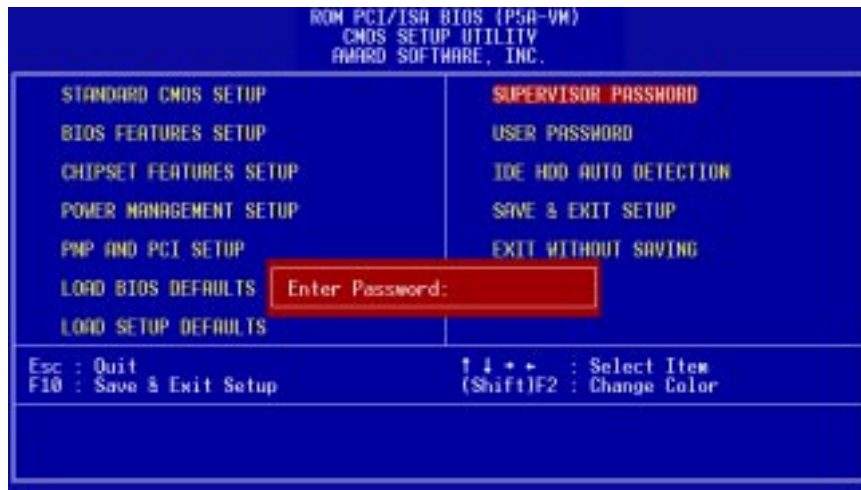 ROM PCI/ISA BIOS (P5A-VM)
CMOS SETUP UTILITY
AWARD SOFTWARE, INC.
STANDARD CMOS SETUP
BIOS FEATURES SETUP
CHIPSET FEATURES SETUP
POWER MANAGEMENT SETUP
PNP AND PCI SETUP
LOAD BIOS DEFAULTS
LOAD SETUP DEFAULTS
SUPERVISOR PASSWORD
USER PASSWORD
IDE HDD AUTO DETECTION
SAVE & EXIT SETUP
EXIT WITHOUT SAVING
Enter Password:
Esc : Quit
F10 : Save & Exit Setup
↑ ↓ → ← : Select Item
(Shift)F2 : Change Color